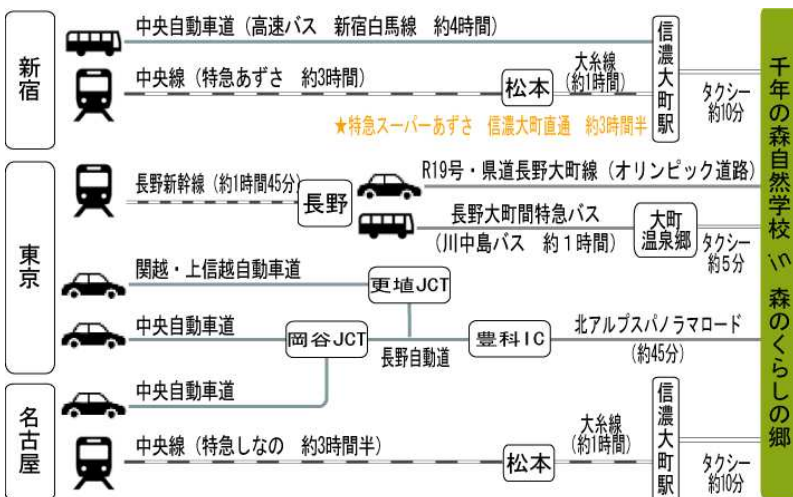 新宿
中央自動車道（高速バス　新宿白馬線　約4時間）
中央線（特急あずさ　約3時間）
松本
大糸線
（約1時間）
★特急スーパーあずさ　信濃大町直通　約3時間半
信濃大町駅
タクシー
約10分
東京
長野新幹線（約1時間45分）
長野
R19号・県道長野大町線（オリンピック道路）
長野大町間特急バス
（川中島バス　約１時間）
大町
温泉郷
タクシー
約5分
関越・上信越自動車道
更埴JCT
中央自動車道
岡谷JCT
長野自動道
豊科IC
北アルプスパノラマロード
（約45分）
名古屋
中央自動車道
中央線（特急しなの　約3時間半）
松本
大糸線
（約1時間）
信濃大町駅
タクシー
約10分
千年の森自然学校 in 森のくらしの郷